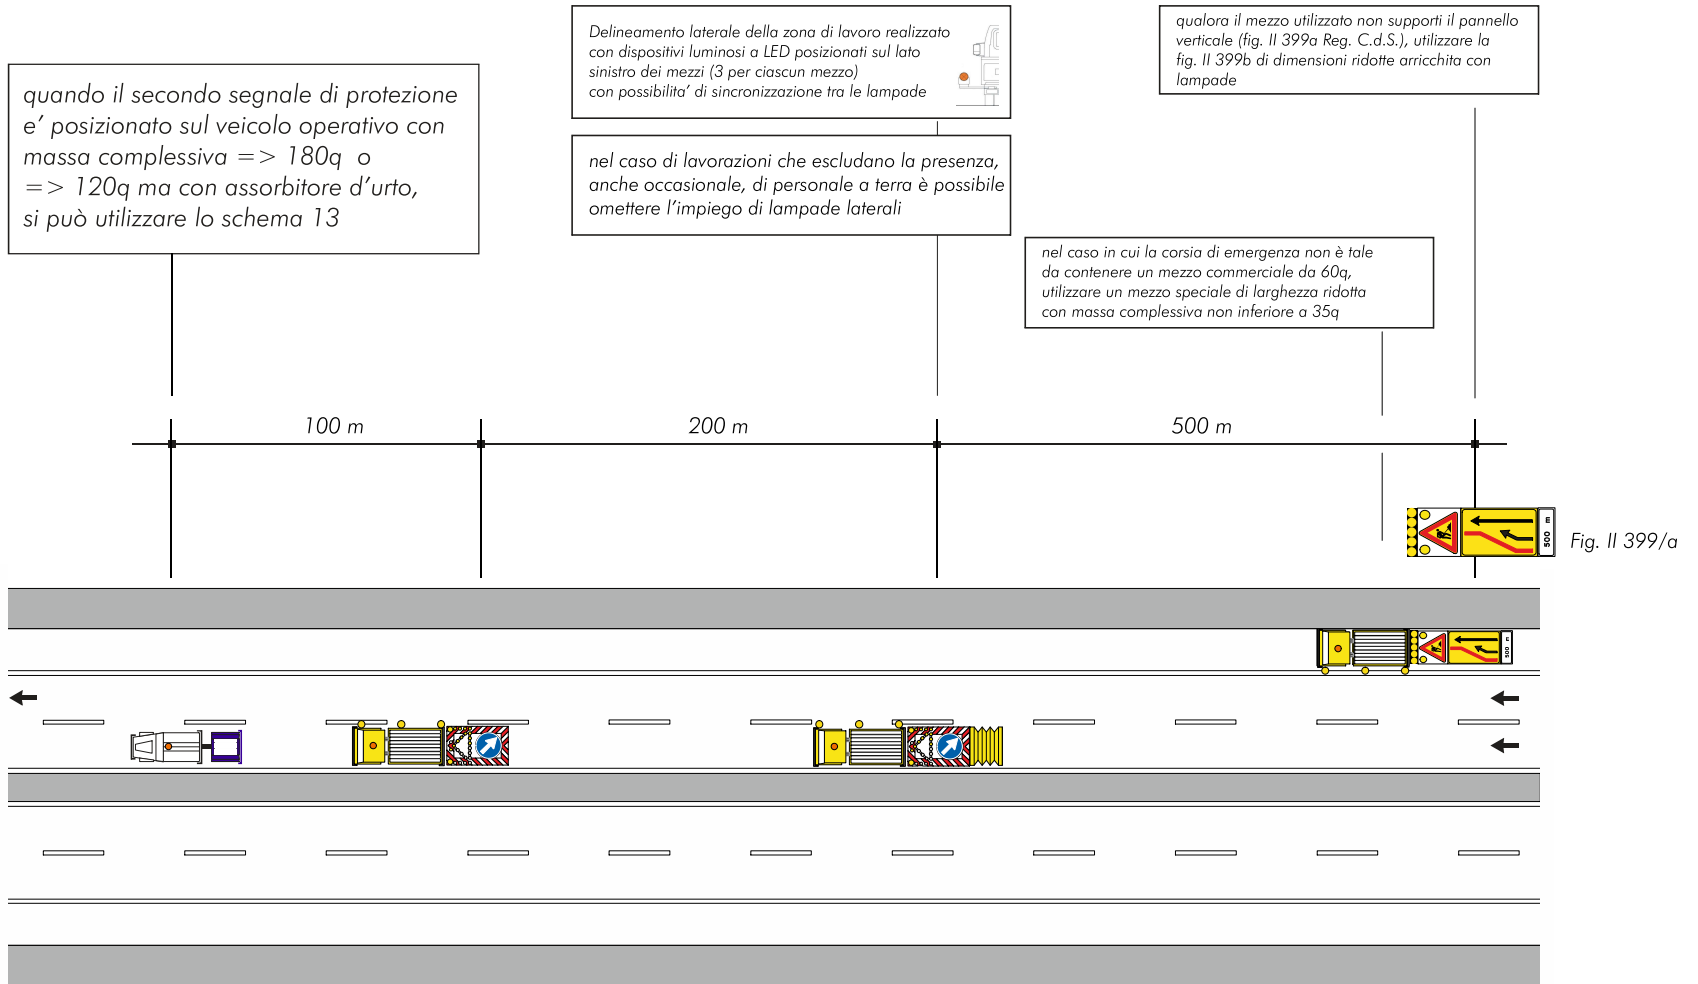 quando il secondo segnale di protezione
e' posizionato sul veicolo operativo con
massa complessiva => 180q o
=> 120q ma con assorbitore d'urto,
si può utilizzare lo schema 13
Delineamento laterale della zona di lavoro realizzato
con dispositivi luminosi a LED posizionati sul lato
sinistro dei mezzi (3 per ciascun mezzo)
con possibilita' di sincronizzazione tra le lampade
nel caso di lavorazioni che escludano la presenza,
anche occasionale, di personale a terra è possibile
omettere l'impiego di lampade laterali
qualora il mezzo utilizzato non supporti il pannello
verticale (fig. II 399a Reg. C.d.S.), utilizzare la
fig. II 399b di dimensioni ridotte arricchita con
lampade
nel caso in cui la corsia di emergenza non è tale
da contenere un mezzo commerciale da 60q,
utilizzare un mezzo speciale di larghezza ridotta
con massa complessiva non inferiore a 35q
100 m
200 m
500 m
500 m
Fig. II 399/a
500 m